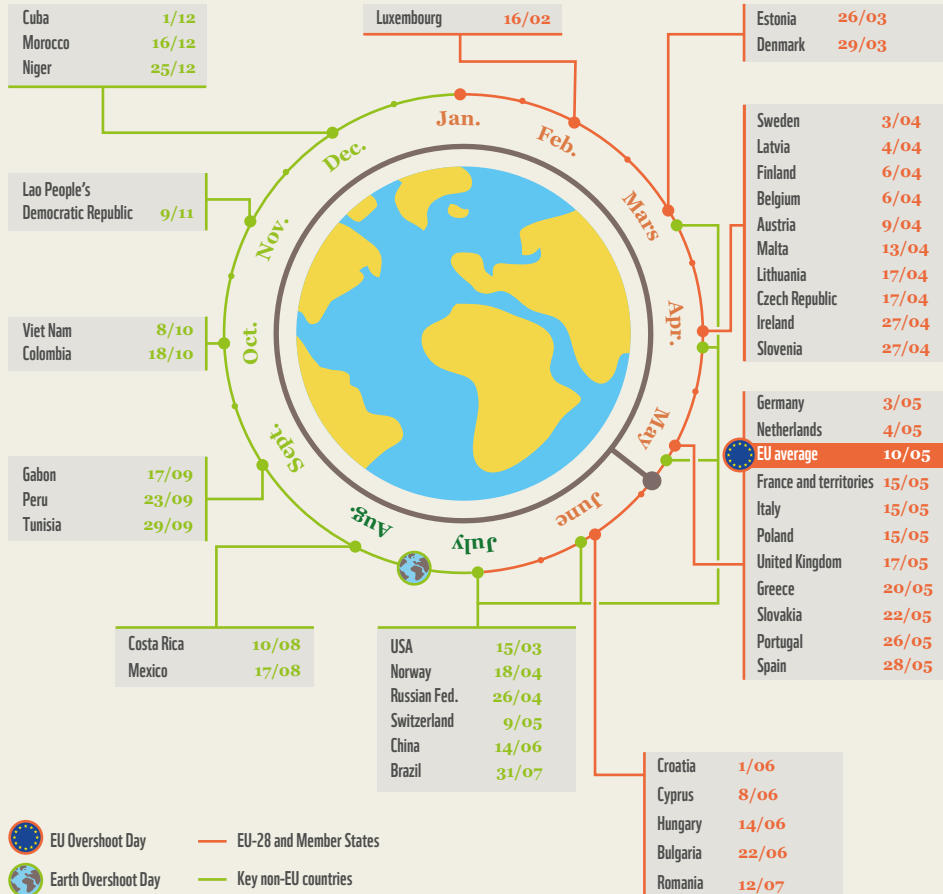 Cuba 1/12
Morocco 16/12
Niger 25/12
Luxembourg 16/02
Estonia 26/03
Denmark 29/03
Jan.
Feb.
Mars
Apr.
May
June
July
Aug.
Sept.
Oct.
Nov.
Dec.
Sweden 3/04
Latvia 4/04
Finland 6/04
Belgium 6/04
Austria 9/04
Malta 13/04
Lithuania 17/04
Czech Republic 17/04
Ireland 27/04
Slovenia 27/04
Lao People's
Democratic Republic 9/11
Viet Nam 8/10
Colombia 18/10
Germany 3/05
Netherlands 4/05
EU average 10/05
France and territories 15/05
Italy 15/05
Poland 15/05
United Kingdom 17/05
Greece 20/05
Slovakia 22/05
Portugal 26/05
Spain 28/05
Gabon 17/09
Peru 23/09
Tunisia 29/09
Costa Rica 10/08
Mexico 17/08
USA 15/03
Norway 18/04
Russian Fed. 26/04
Switzerland 9/05
China 14/06
Brazil 31/07
Croatia 1/06
Cyprus 8/06
Hungary 14/06
Bulgaria 22/06
Romania 12/07
EU Overshoot Day
EU-28 and Member States
Earth Overshoot Day
Key non-EU countries